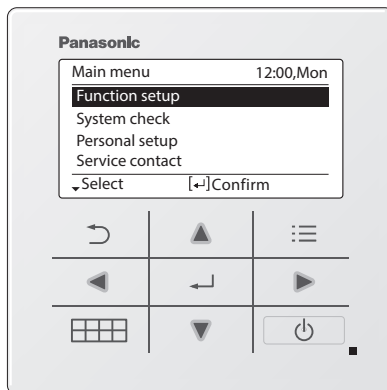 Panasonic
Main menu 12:00,Mon
Function setup
System check
Personal setup
Service contact
Select [↵]Confirm